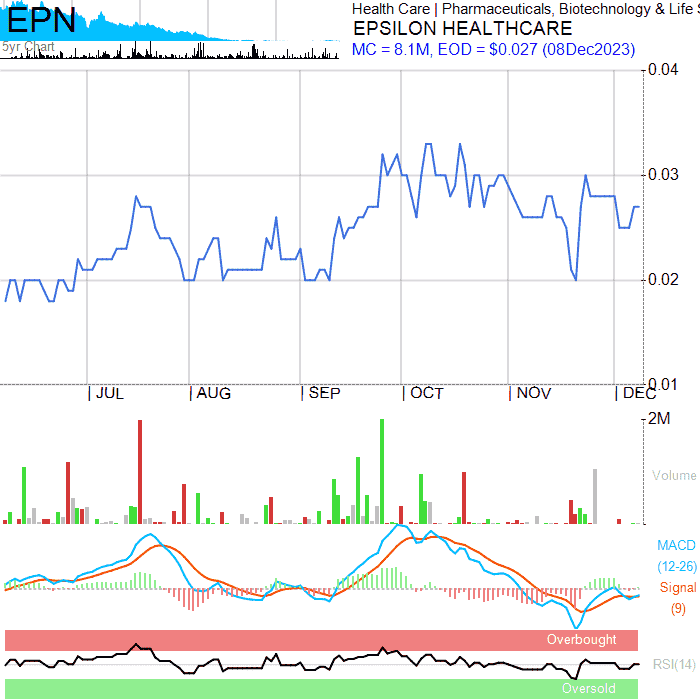 EPN
5yr Chart
Health Care | Pharmaceuticals, Biotechnology & Life S
EPSILON HEALTHCARE
MC = 8.1M, EOD = $0.027 (08Dec2023)
0.04
0.03
0.02
0.01
JUL AUG SEP OCT NOV DEC
2M
Volume
MACD
(12-26)
Signal
(9)
Overbought
RSI(14)
Oversold